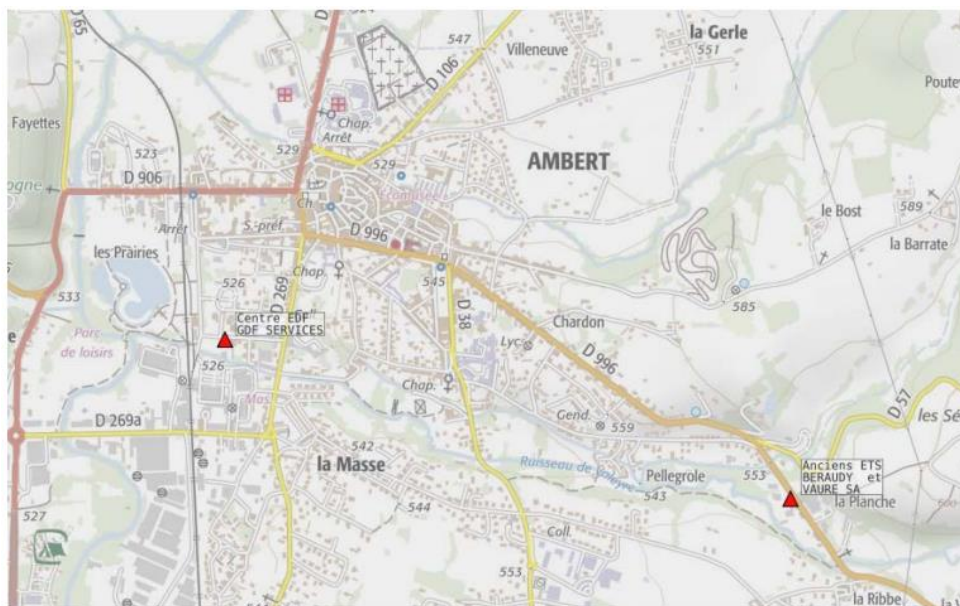 D 65
547
Villeneuve
la Gerle
551
D 106
Fayettes
Chap.
Arrêt
523
529
529
AMBERT
D 906
Écomusée
Ch.
589
le Bost
la Barrate
Arrêt
S.-préf
D 996
les Prairies
Chap.
526
545
585
533
D 269
D 38
Chardon
Centre EDF
GDF SERVICES
Parc
de loisirs
Lyc.
D 996
526
Chap.
D 57
Mas
D 269a
Gend.
559
542
la Masse
Pellegrole
553
Anciens ETS
BERAUDY et
VAURE SA
Ruisseau de
543
la Planche
544
527
Coll.
553
la Ribbe